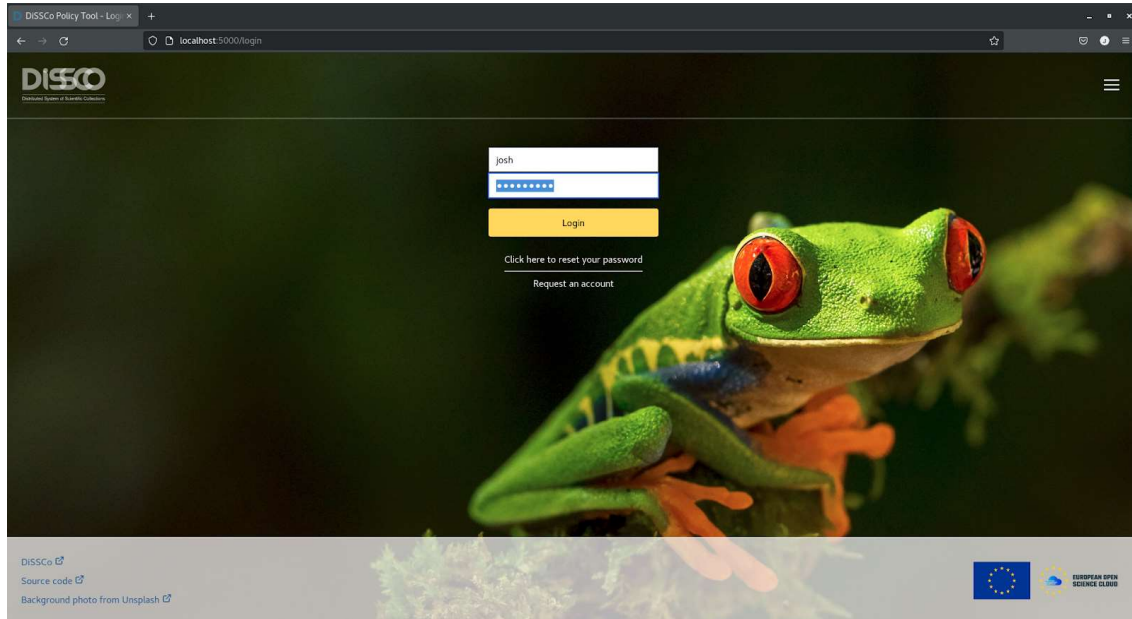 DiSSCo Policy Tool - Log
localhost:5000/login
DiSSCo
Distributed System of Scientific Collections
josh
•••••••••
Login
Click here to reset your password
Request an account
DiSSCo
Source code
Background photo from Unsplash
EUROPEAN OPEN
SCIENCE CLOUD